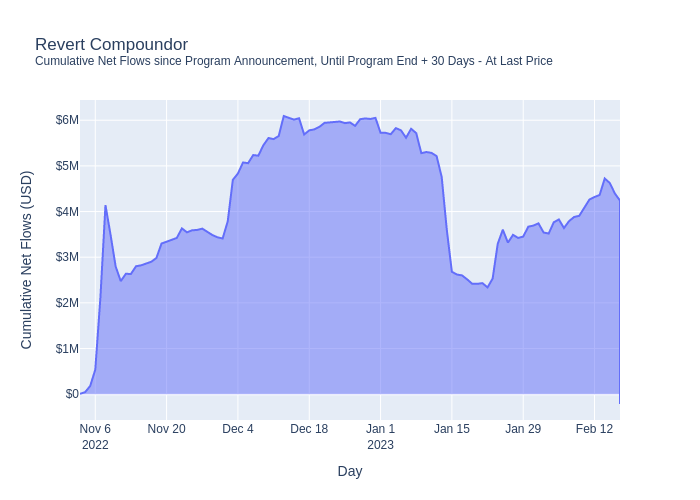 Revert Compoundor
Cumulative Net Flows since Program Announcement, Until Program End + 30 Days - At Last Price
Cumulative Net Flows (USD)
$6M
$5M
$4M
$3M
$2M
$1M
$0
Nov 6 Nov 20 Dec 4 Dec 18 Jan 1 Jan 15 Jan 29 Feb 12
2022 2023
Day